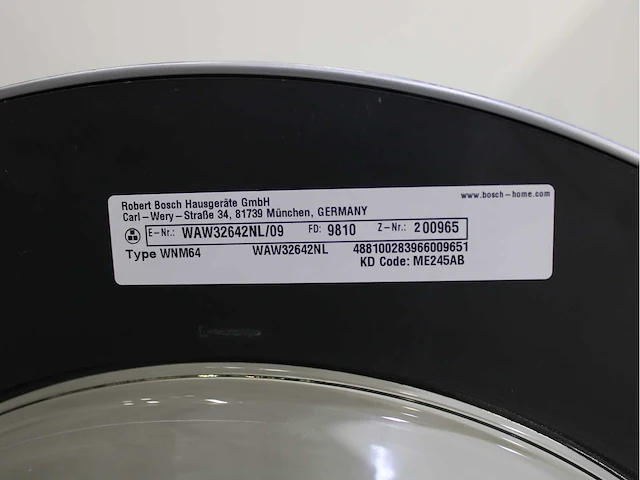 www.bosch-home.com
Robert Bosch Hausgeräte GmbH
Carl-Wery-Straße 34, 81739 München, GERMANY
E-Nr.: WAW32642NL/09 FD: 9810 Z-Nr.: 200965
Type WNM64 WAW32642NL 488100283966009651
KD Code: ME245AB